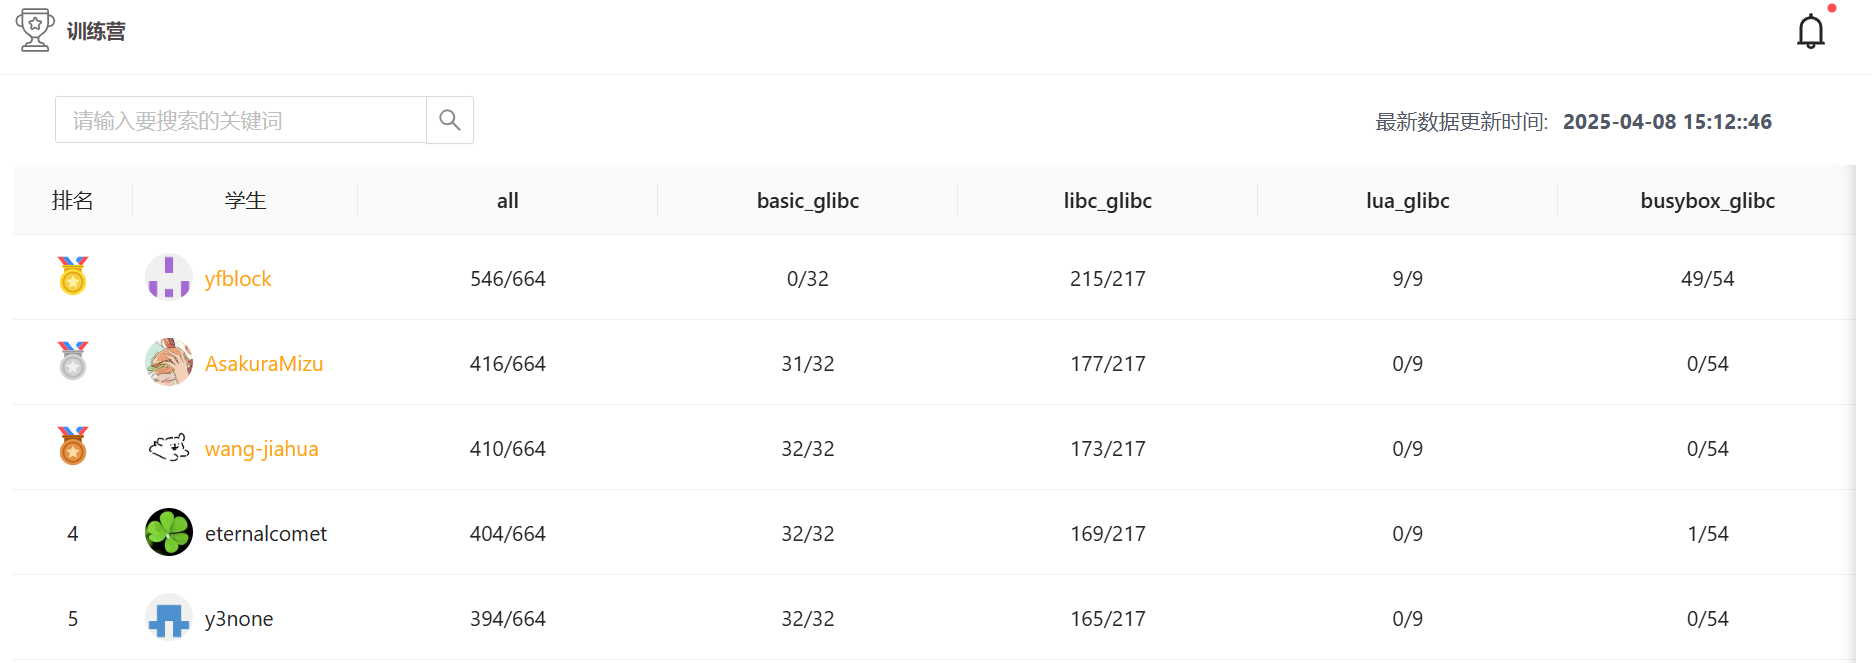 训练营
请输入要搜索的关键词
最新数据更新时间: 2025-04-08 15:12::46
排名 学生 all basic_glibc libc_glibc lua_glibc busybox_glibc
yfblock 546/664 0/32 215/217 9/9 49/54
AsakuraMizu 416/664 31/32 177/217 0/9 0/54
wang-jiahua 410/664 32/32 173/217 0/9 0/54
4 eternalcomet 404/664 32/32 169/217 0/9 1/54
5 y3none 394/664 32/32 165/217 0/9 0/54